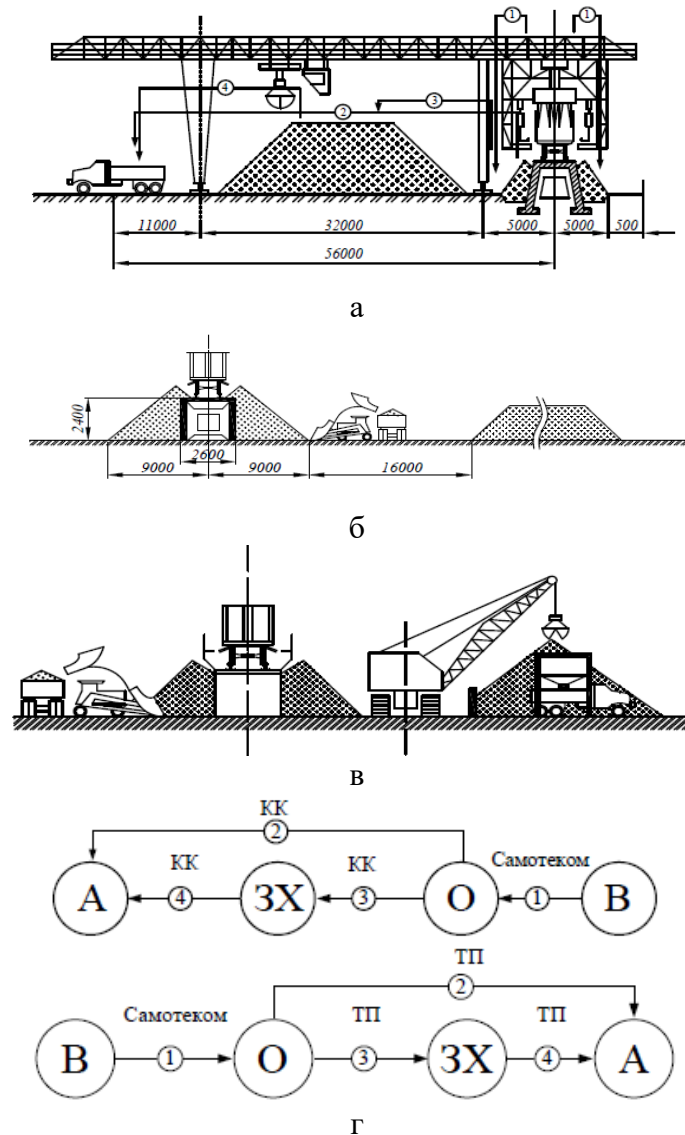 1 1
4
3
2
11000 32000 5000 5000 500
56000
а
2400
2600
9000 9000 16000
б
в
КК
2
КК КК Самотеком
А 4 ЗХ 3 О 1 В
ТП
2
Самотеком ТП ТП
В 1 О 3 ЗХ 4 А
г